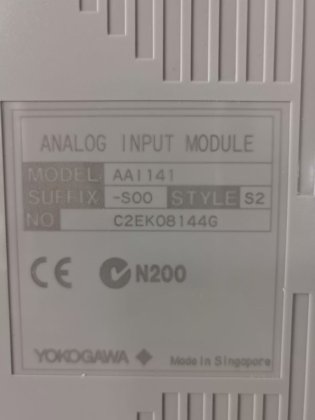 ANALOG INPUT MODULE
MODEL AAI141
SUFFIX -S00 STYLE S2
NO C2EK08144G
CE N200
YOKOGAWA Made in Singapore